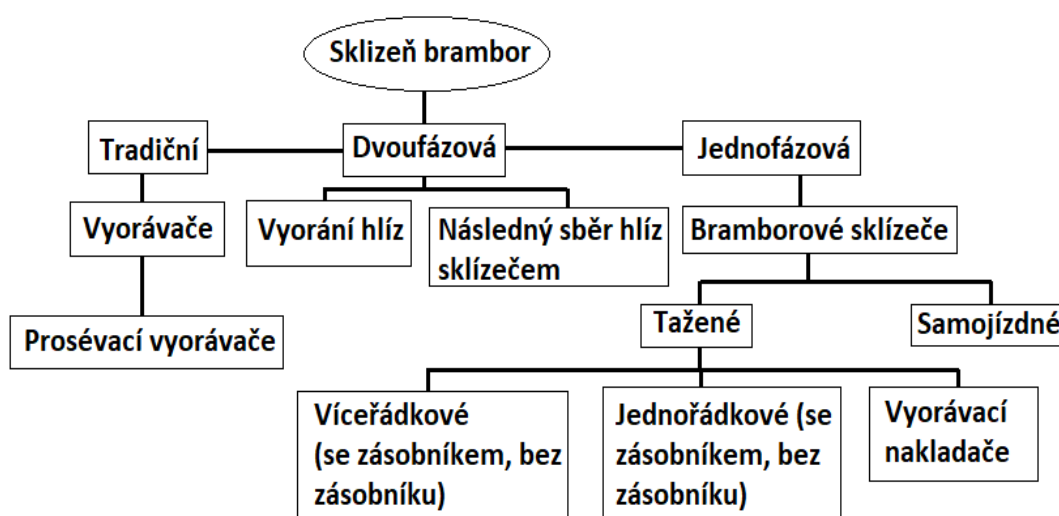 Sklizeň brambor
Tradiční
Dvoufázová
Jednofázová
Vyorávače
Vyorání hlíz
Následný sběr hlíz
sklízečem
Bramborové sklízeče
Prosévací vyorávače
Tažené
Samojízdné
Víceřádkové
(se zásobníkem, bez
zásobníku)
Jednořádkové (se
zásobníkem, bez
zásobníku)
Vyorávací
nakladače